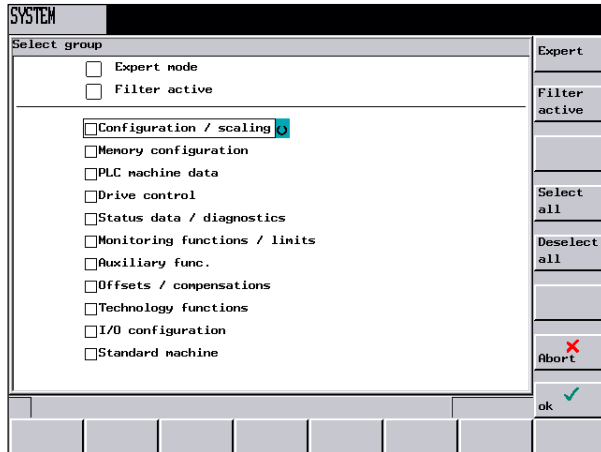 SYSTEM
Select group
Expert mode
Filter active
Configuration / scaling
Memory configuration
PLC machine data
Drive control
Status data / diagnostics
Monitoring functions / limits
Auxiliary func.
Offsets / compensations
Technology functions
I/O configuration
Standard machine
Expert
Filter
active
Select
all
Deselect
all
Abort
ok